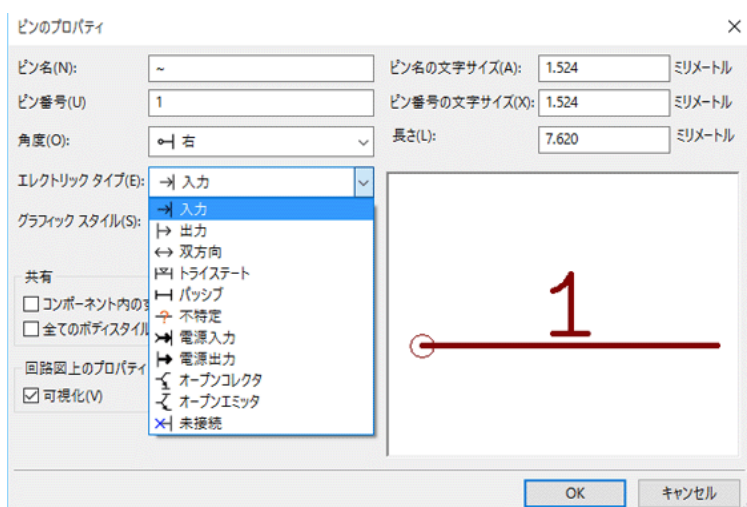 ピンのプロパティ
ピン名(N): ~ ピン名の文字サイズ(A): 1.524 ミリメートル
ピン番号(U) 1 ピン番号の文字サイズ(X): 1.524 ミリメートル
角度(O): 右 長さ(L): 7.620 ミリメートル
エレクトリック タイプ(E): 入力
グラフィック スタイル(S):
入力
出力
双方向
トライステート
パッシブ
不特定
電源入力
電源出力
オープンコレクタ
オープンエミッタ
未接続
共有
コンポーネント内の
全てのボディスタイル
回路図上のプロパティ
可視化(V)
1
OK キャンセル